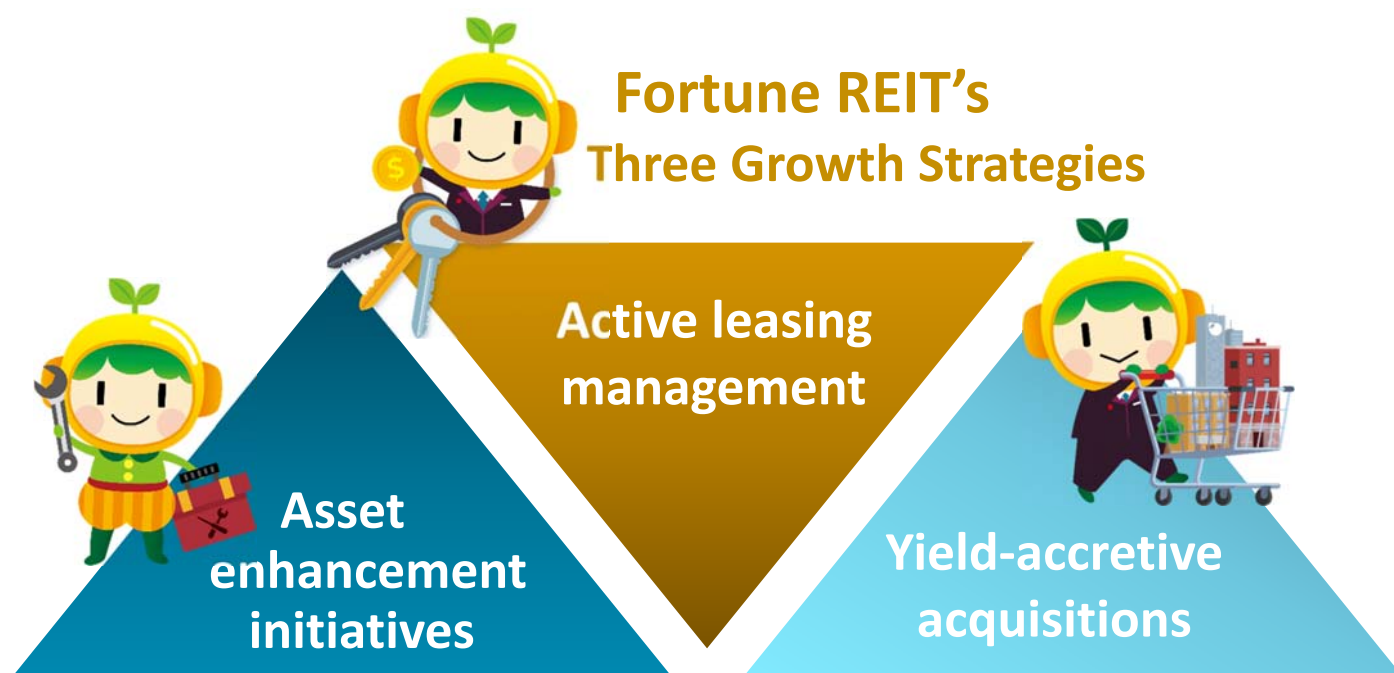 Fortune REIT’s
Three Growth Strategies
$
Active leasing
management
Asset
enhancement
initiatives
Yield-accretive
acquisitions